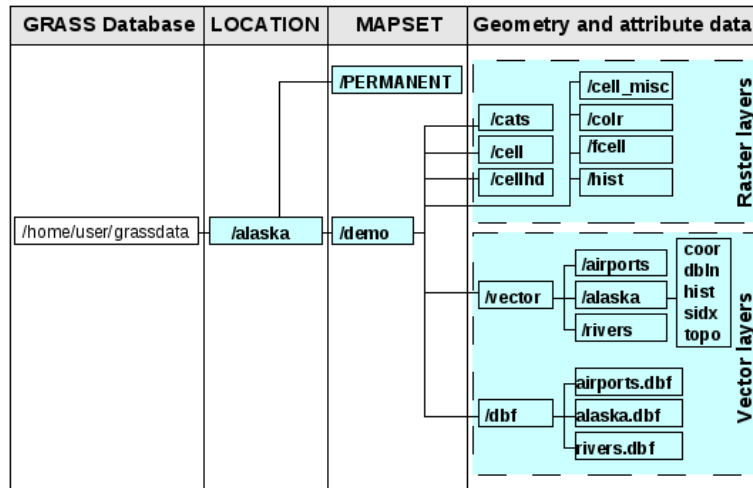 GRASS Database LOCATION MAPSET Geometry and attribute data
/PERMANENT
/cell_misc
/cats
/colr
/cell
/fcell
/cellhd
/hist
Raster layers
/home/user/grassdata
/alaska
/demo
/vector
/airports
/alaska
/rivers
coor
dbln
hist
sidx
topo
/dbf
airports.dbf
alaska.dbf
rivers.dbf
Vector layers